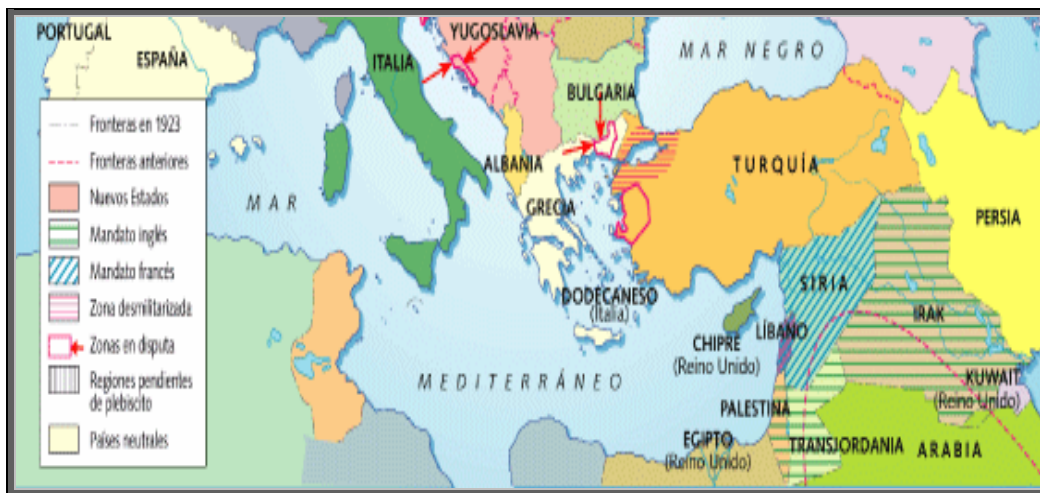 PORTUGAL
ESPAÑA
ITALIA
YUGOSLAVIA
MAR NEGRO
BULGARIA
ALBANIA
GRECIA
TURQUÍA
PERSIA
MAR
MEDITERRÁNEO
DODECANESO
(Italia)
CHIPRE
(Reino Unido)
LÍBANO
SIRIA
IRAK
KUWAIT
(Reino Unido)
PALESTINA
EGIPTO
(Reino Unido)
TRANSJORDANIA
ARABIA
Fronteras en 1923
Fronteras anteriores
Nuevos Estados
Mandato inglés
Mandato francés
Zona desmilitarizada
Zonas en disputa
Regiones pendientes
de plebiscito
Países neutrales